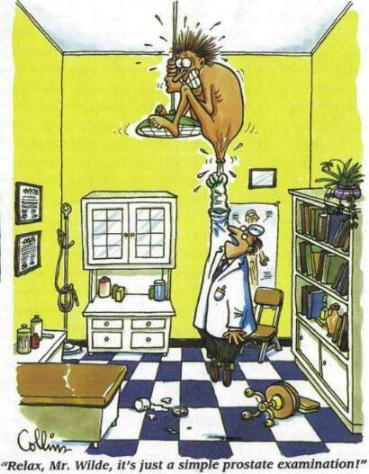 Collins
"Relax, Mr. Wilde, it's just a simple prostate examination!"